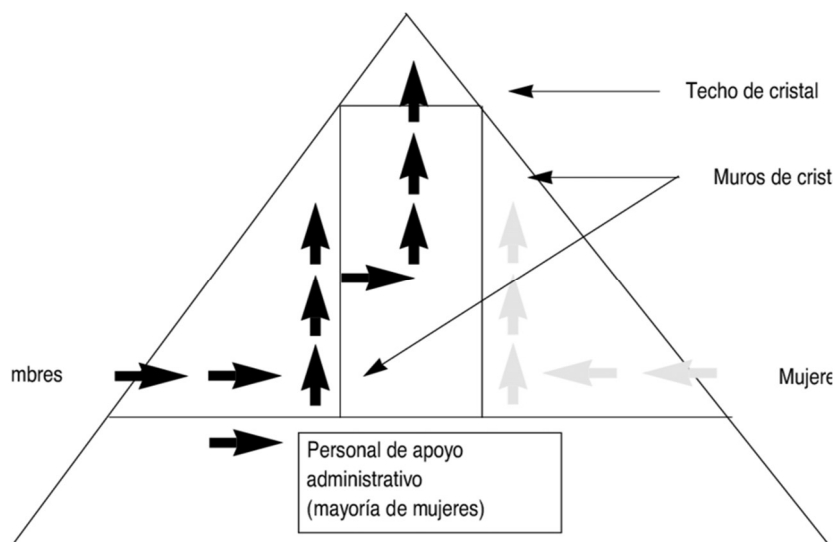 Techo de cristal
Muros de crist
mbres
Mujere
Personal de apoyo
administrativo
(mayoría de mujeres)